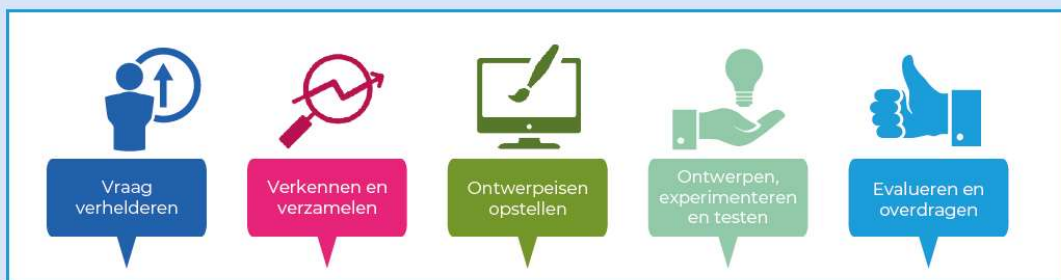 Vraag
verhelderen
Verkennen en
verzamelen
Ontwerpeisen
opstellen
Ontwerpen,
experimenteren
en testen
Evalueren en
overdragen